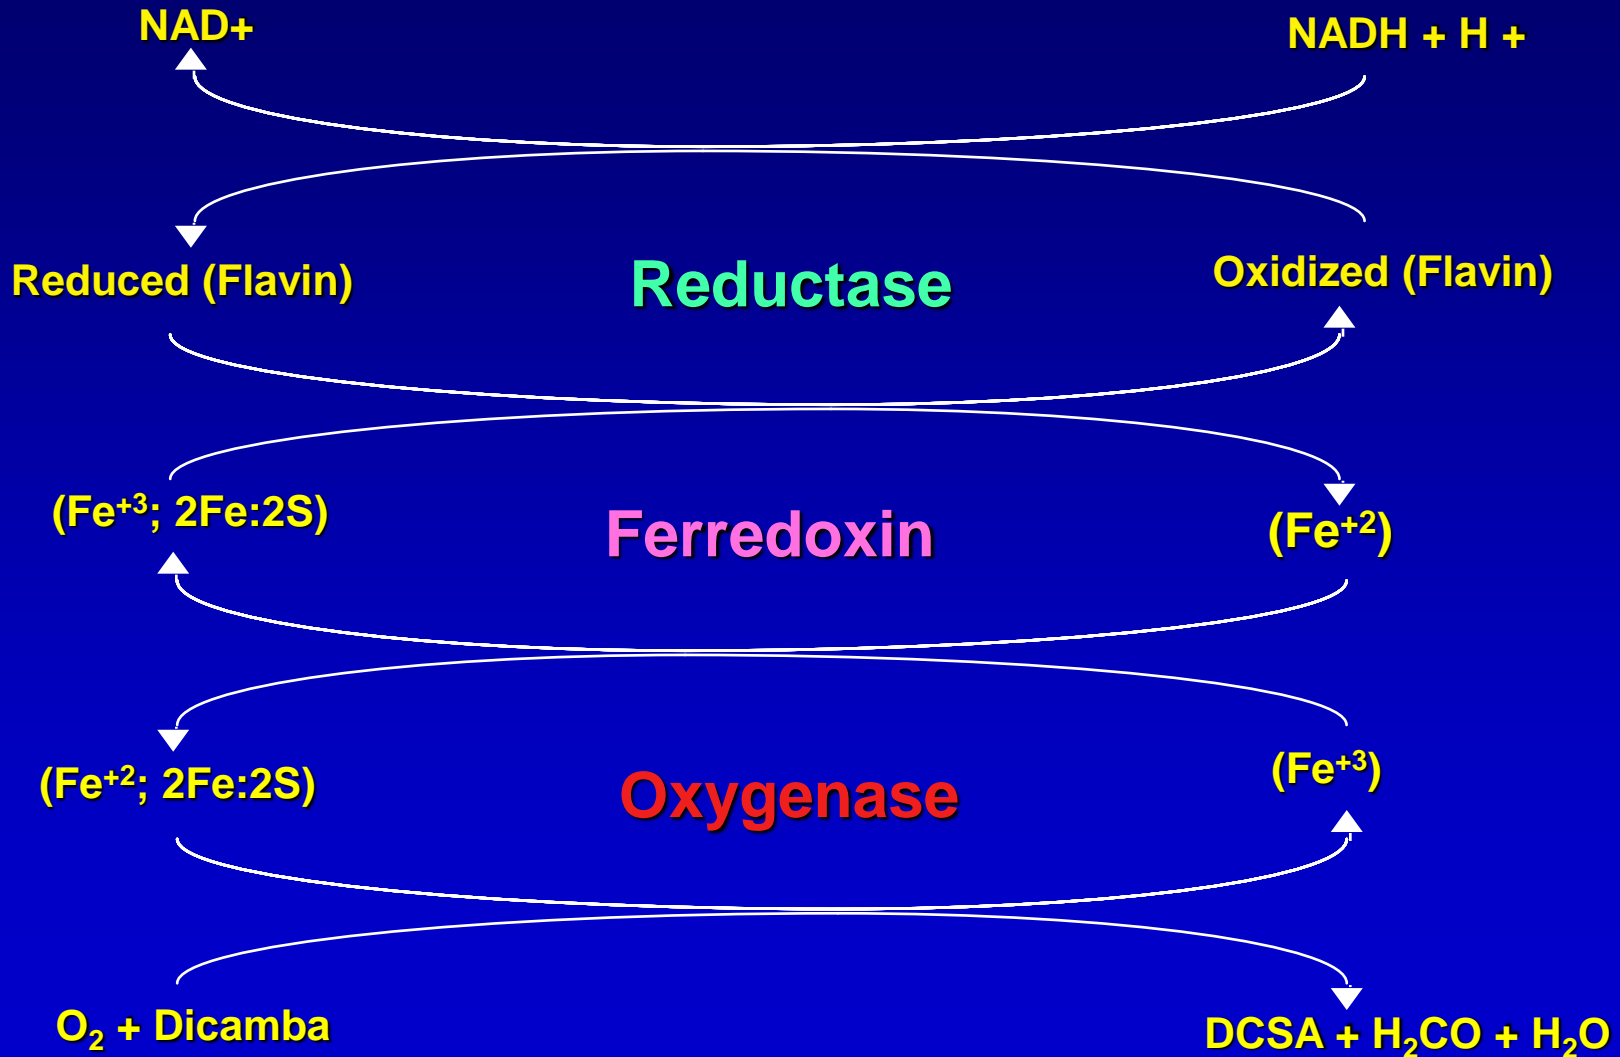 NAD+
NADH + H +
Reduced (Flavin)
Reductase
Oxidized (Flavin)
(Fe⁺³; 2Fe:2S)
Ferredoxin
(Fe⁺²)
(Fe⁺²; 2Fe:2S)
Oxygenase
(Fe⁺³)
O₂ + Dicamba
DCSA + H₂CO + H₂O